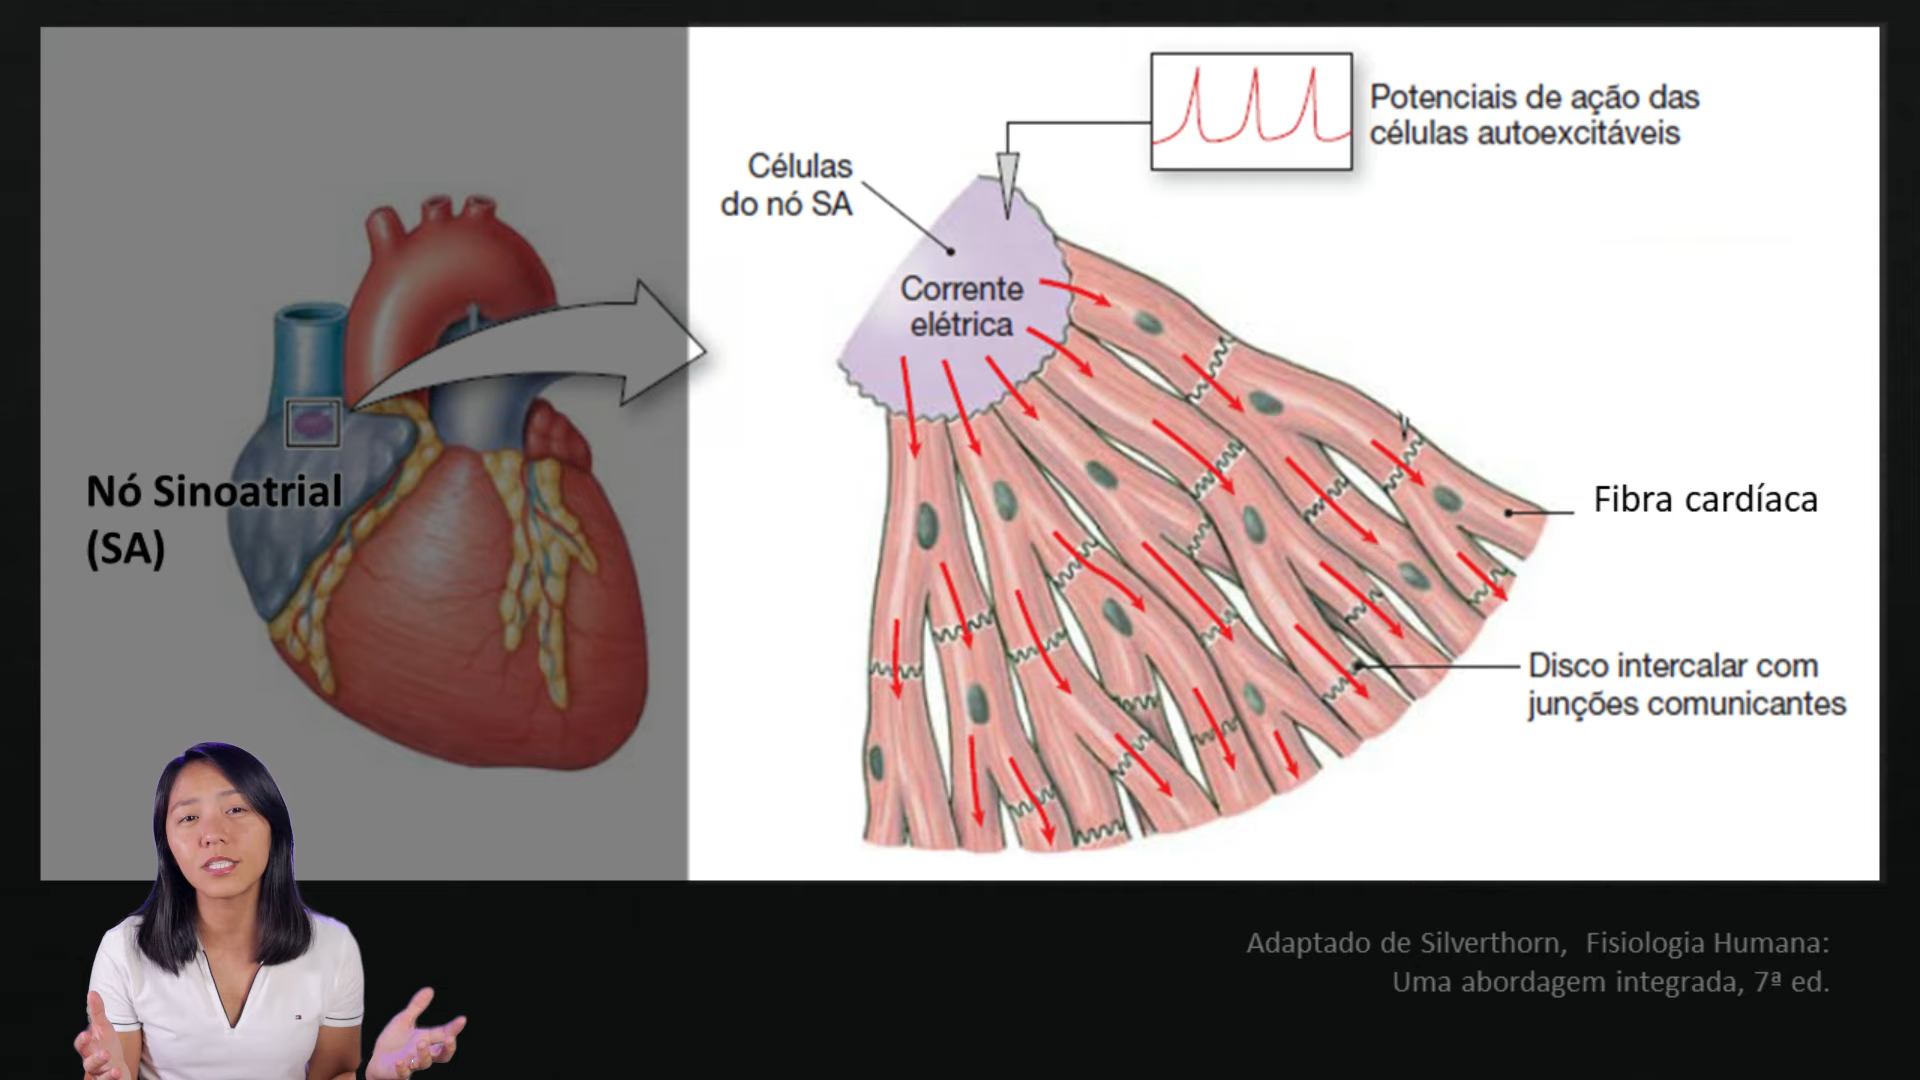 Potenciais de ação das
células autoexcitáveis
Células
do nó SA
Corrente
elétrica
Nó Sinoatrial
(SA)
Fibra cardíaca
Disco intercalar com
junções comunicantes
Adaptado de Silverthorn, Fisiologia Humana:
Uma abordagem integrada, 7ª ed.